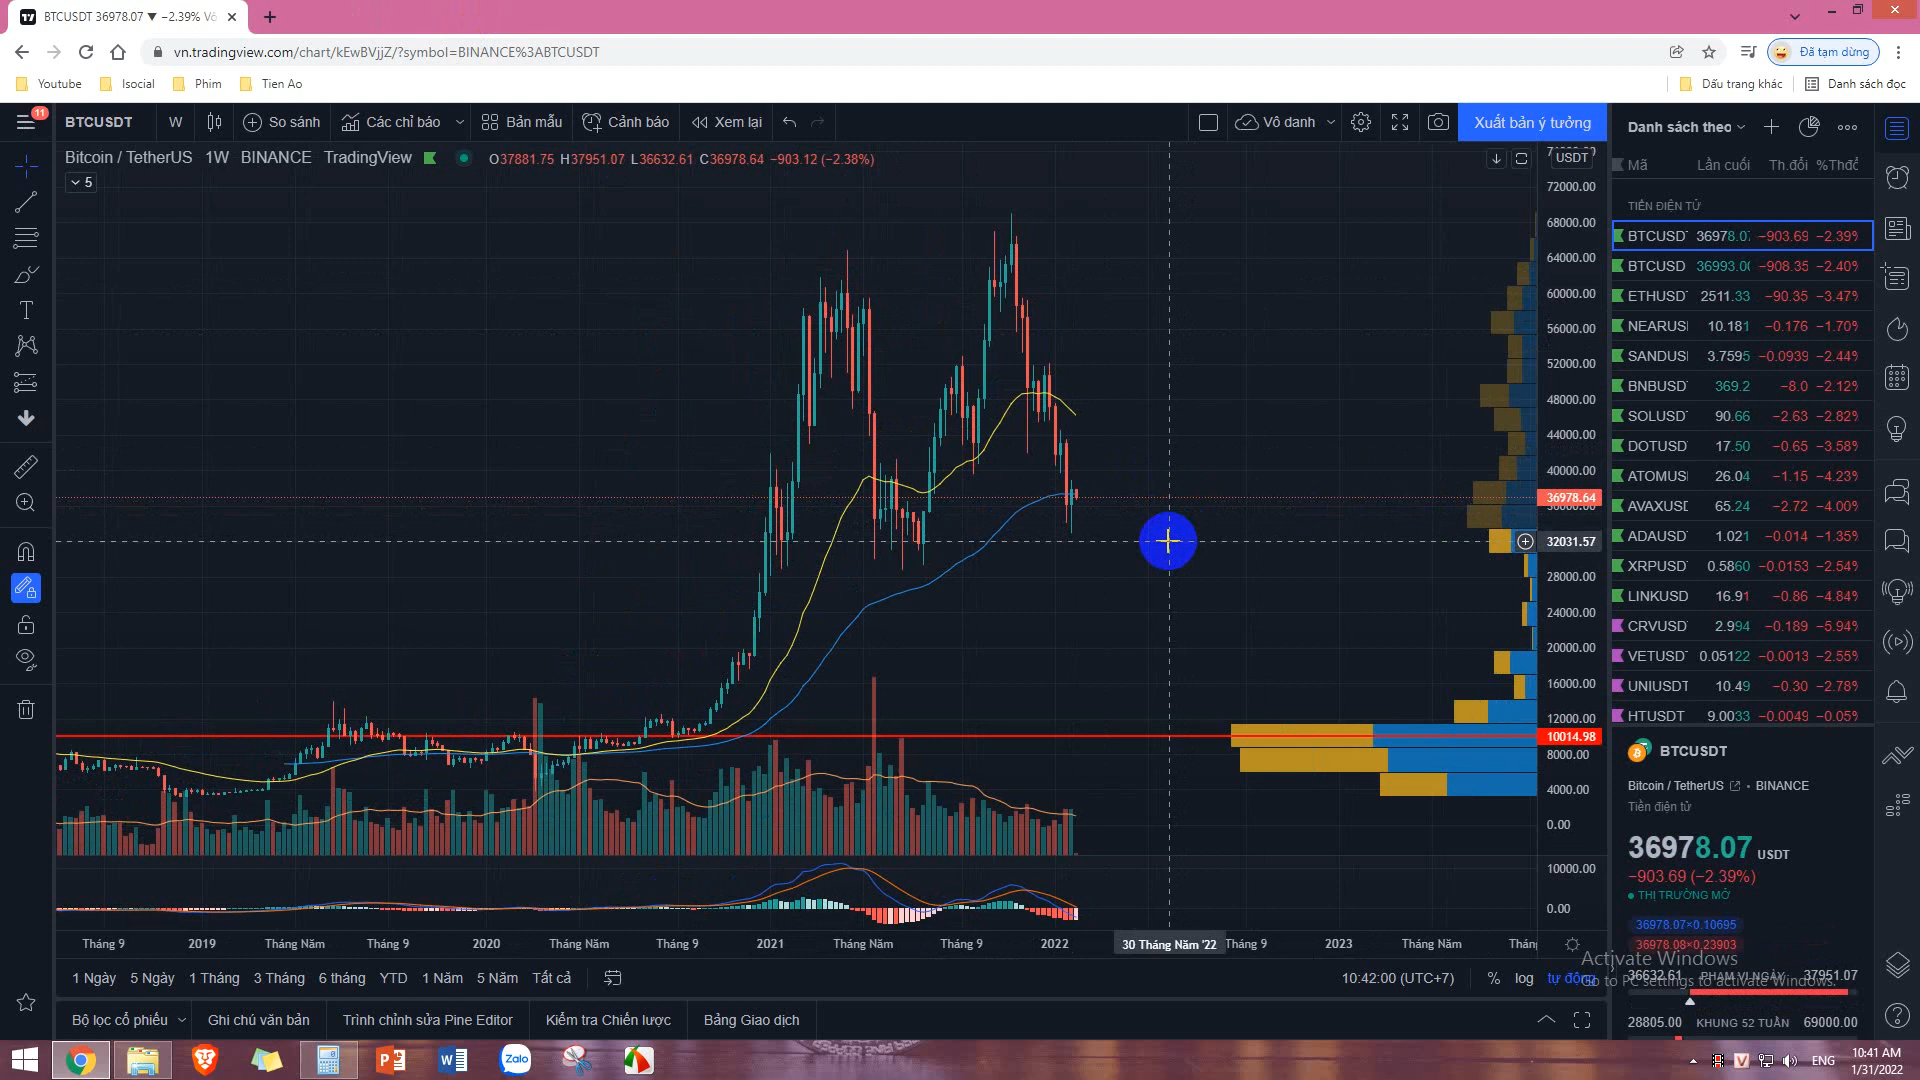 BTCUSDT 36978.07 ▼ −2.39% Vô
vn.tradingview.com/chart/kEwBVjjZ/?symbol=BINANCE%3ABTCUSDT
Đã tạm dừng
Youtube
Isocial
Phim
Tien Ao
Dấu trang khác
Danh sách đọc
11
BTCUSDT
W
So sánh
Các chỉ báo
Bản mẫu
Cảnh báo
Xem lại
Vô danh
Xuất bản ý tưởng
Bitcoin / TetherUS 1W BINANCE TradingView
O37881.75 H37951.07 L36632.61 C36978.64 −903.12 (−2.38%)
5
USDT
72000.00
68000.00
64000.00
60000.00
56000.00
52000.00
48000.00
44000.00
40000.00
36978.64
36000.00
32031.57
28000.00
24000.00
20000.00
16000.00
12000.00
10014.98
8000.00
4000.00
0.00
10000.00
0.00
Tháng 9
2019
Tháng Năm
Tháng 9
2020
Tháng Năm
Tháng 9
2021
Tháng Năm
Tháng 9
2022
30 Tháng Năm '22
Tháng 9
2023
Tháng Năm
1 Ngày 5 Ngày 1 Tháng 3 Tháng 6 tháng YTD 1 Năm 5 Năm Tất cả
10:42:00 (UTC+7) % log tự động
Bộ lọc cổ phiếu
Ghi chú văn bản
Trình chỉnh sửa Pine Editor
Kiểm tra Chiến lược
Bảng Giao dịch
Danh sách theo
Mã Lần cuối Th.đổi %Thđổ
TIỀN ĐIỆN TỬ
BTCUSD 36978.0 −903.69 −2.39%
BTCUSD 36993.00 −908.35 −2.40%
ETHUSD 2511.33 −90.35 −3.47%
NEARUS 10.181 −0.176 −1.70%
SANDUS 3.7595 −0.0939 −2.44%
BNBUSD 369.2 −8.0 −2.12%
SOLUSD 90.66 −2.63 −2.82%
DOTUSD 17.50 −0.65 −3.58%
ATOMUS 26.04 −1.15 −4.23%
AVAXUS 65.24 −2.72 −4.00%
ADAUSD 1.021 −0.014 −1.35%
XRPUSD 0.5860 −0.0153 −2.54%
LINKUSD 16.91 −0.86 −4.84%
CRVUSD 2.994 −0.189 −5.94%
VETUSD 0.05122 −0.0013 −2.55%
UNIUSDT 10.49 −0.30 −2.78%
HTUSDT 9.0033 −0.0049 −0.05%
BTCUSDT
Bitcoin / TetherUS • BINANCE
Tiền điện tử
36978.07 USDT
−903.69 (−2.39%)
THỊ TRƯỜNG MỞ
36978.07×0.10695
36978.08×0.23903
Activate Windows
Go to PC settings to activate Windows.
36632.61 PHẠM VI NGÀY 37951.07
28805.00 KHUNG 52 TUẦN 69000.00
Zalo
ENG
10:41 AM
1/31/2022